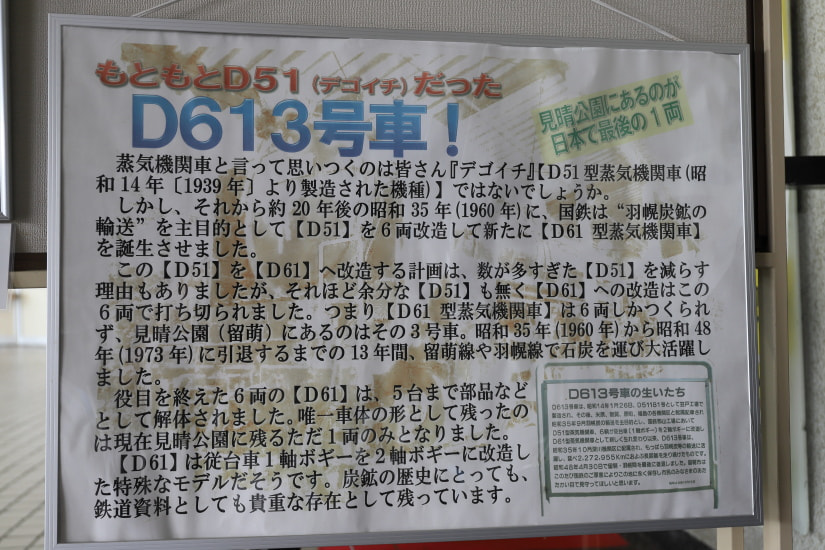 もともとD51（デゴイチ）だった
D613号車！
見晴公園にあるのが
日本で最後の1両
蒸気機関車と言って思いつくのは皆さん『デゴイチ』【D51型蒸気機関車(昭
和14年〔1939年〕より製造された機種)】ではないでしょうか。
しかし、それから約20年後の昭和35年(1960年)に、国鉄は“羽幌炭鉱の
輸送”を主目的として【D51】を6両改造して新たに【D61 型蒸気機関車】
を誕生させました。
この【D51】を【D61】へ改造する計画は、数が多すぎた【D51】を減らす
理由もありましたが、それほど余分な【D51】も無く【D61】への改造はこの
6両で打ち切られました。つまり【D61 型蒸気機関車】は6両しかつくられ
ず、見晴公園（留萌）にあるのはその3号車。昭和35年(1960年)から昭和48
年(1973年)に引退するまでの13年間、留萌線や羽幌線で石炭を運び大活躍し
ました。
役目を終えた6両の【D61】は、5台まで部品など
として解体されました。唯一車体の形として残ったの
は現在見晴公園に残るただ1両のみとなりました。
【D61】は従台車1軸ボギーを2軸ボギーに改造し
た特殊なモデルだそうです。炭鉱の歴史にとっても、
鉄道資料としても貴重な存在として残っています。
D613号車の生いたち